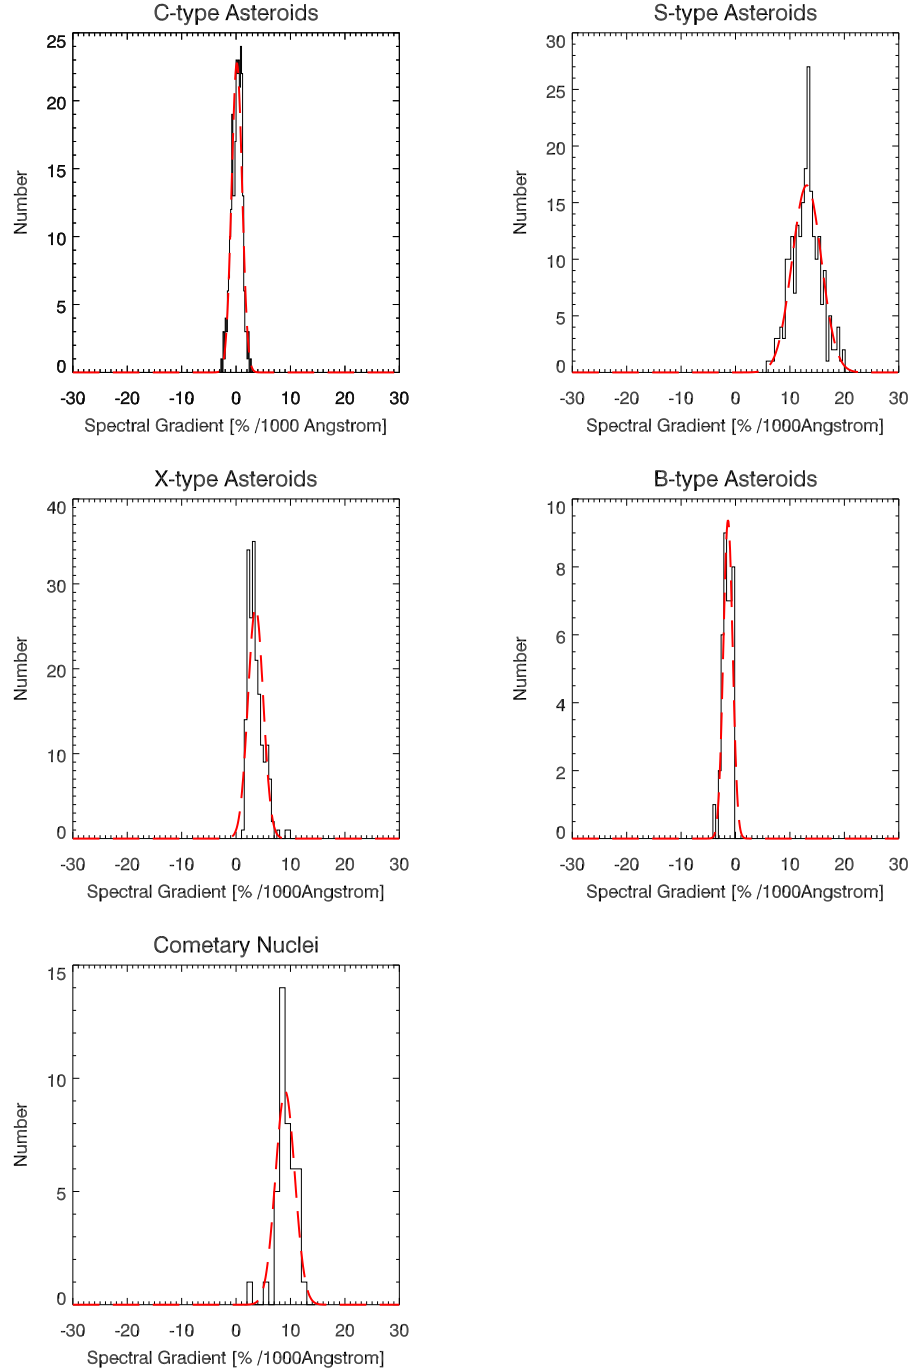 C-type Asteroids
25
20
15
10
5
0
Number
-30 -20 -10 0 10 20 30
Spectral Gradient [% /1000 Angstrom]
S-type Asteroids
30
25
20
15
10
5
0
Number
-30 -20 -10 0 10 20 30
Spectral Gradient [% /1000Angstrom]
X-type Asteroids
40
30
20
10
0
Number
-30 -20 -10 0 10 20 30
Spectral Gradient [% /1000Angstrom]
B-type Asteroids
10
8
6
4
2
0
Number
-30 -20 -10 0 10 20 30
Spectral Gradient [% /1000Angstrom]
Cometary Nuclei
15
10
5
0
Number
-30 -20 -10 0 10 20 30
Spectral Gradient [% /1000Angstrom]